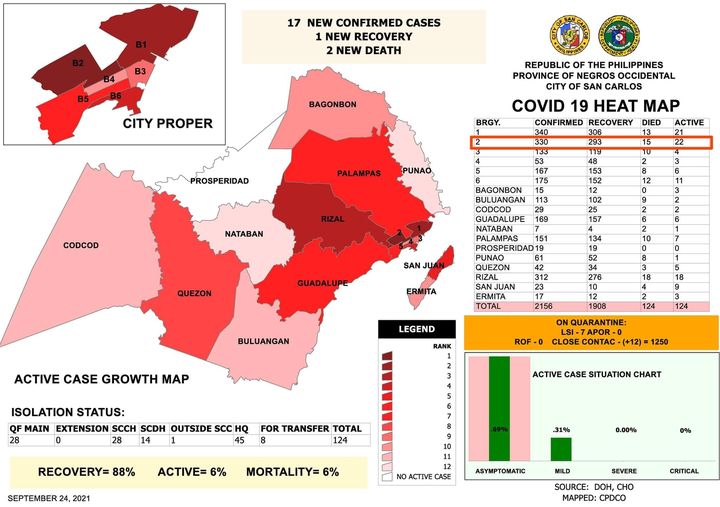 17 NEW CONFIRMED CASES
1 NEW RECOVERY
2 NEW DEATH
B1
B2
B3
B4
B5
B6
CITY PROPER
REPUBLIC OF THE PHILIPPINES
PROVINCE OF NEGROS OCCIDENTAL
CITY OF SAN CARLOS
COVID 19 HEAT MAP
BRGY. CONFIRMED RECOVERY DIED ACTIVE
1 340 306 13 21
2 330 293 15 22
3 133 119 10 4
4 53 48 2 3
5 167 153 8 6
6 175 152 12 11
BAGONBON 15 12 0 3
BULUANGAN 113 102 9 2
CODCOD 29 25 2 2
GUADALUPE 169 157 6 6
NATABAN 7 4 2 1
PALAMPAS 151 134 10 7
PROSPERIDAD 19 19 0 0
PUNAO 61 52 8 1
QUEZON 42 34 3 5
RIZAL 312 276 18 18
SAN JUAN 23 10 4 9
ERMITA 17 12 2 3
TOTAL 2156 1908 124 124
BAGONBON
PROSPERIDAD
PALAMPAS
PUNAO
RIZAL
NATABAN
CODCOD
1
2
3
4
5
SAN JUAN
GUADALUPE
ERMITA
QUEZON
BULUANGAN
ACTIVE CASE GROWTH MAP
LEGEND
RANK
1
2
3
4
5
6
7
8
9
10
11
12
NO ACTIVE CASE
ON QUARANTINE:
LSI - 7 APOR - 0
ROF - 0 CLOSE CONTAC - (+12) = 1250
ACTIVE CASE SITUATION CHART
.69% .31% 0.00% 0%
ASYMPTOMATIC MILD SEVERE CRITICAL
ISOLATION STATUS:
QF MAIN EXTENSION SCCH SCDH OUTSIDE SCC HQ FOR TRANSFER TOTAL
28 0 28 14 1 45 8 124
RECOVERY= 88% ACTIVE= 6% MORTALITY= 6%
SEPTEMBER 24, 2021
SOURCE: DOH, CHO
MAPPED: CPDCO